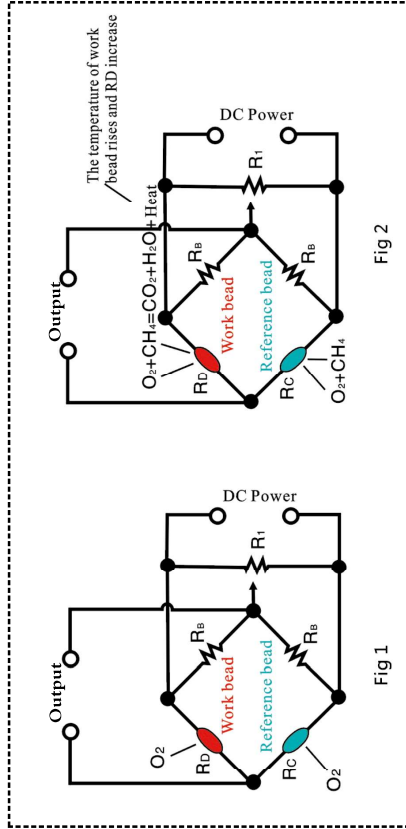 Output
DC Power
O2
RD
RB
R1
Work bead
Reference bead
RC
RB
O2
Fig 1
The temperature of work
bead rises and RD increase
Output
DC Power
O2+CH4=CO2+H2O+Heat
RD
RB
R1
Work bead
Reference bead
RC
RB
O2+CH4
Fig 2